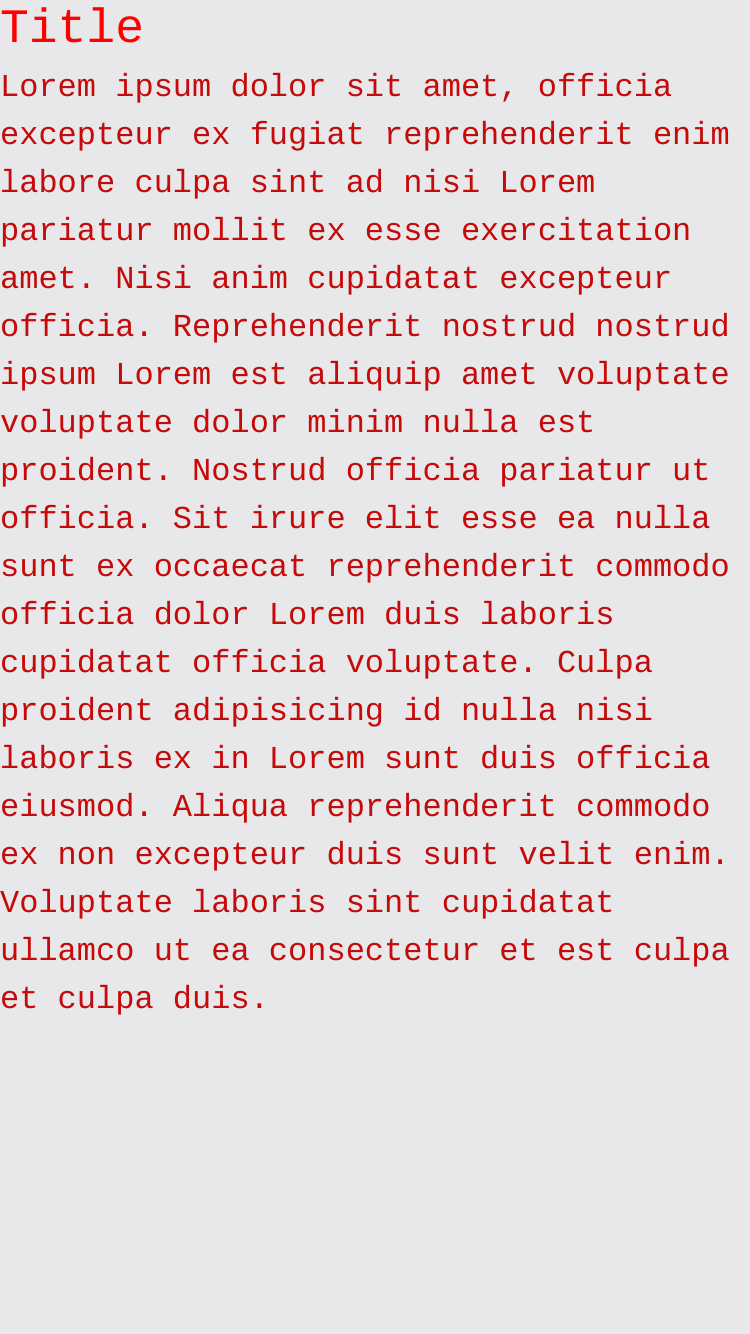 Title
Lorem ipsum dolor sit amet, officia
excepteur ex fugiat reprehenderit enim
labore culpa sint ad nisi Lorem
pariatur mollit ex esse exercitation
amet. Nisi anim cupidatat excepteur
officia. Reprehenderit nostrud nostrud
ipsum Lorem est aliquip amet voluptate
voluptate dolor minim nulla est
proident. Nostrud officia pariatur ut
officia. Sit irure elit esse ea nulla
sunt ex occaecat reprehenderit commodo
officia dolor Lorem duis laboris
cupidatat officia voluptate. Culpa
proident adipisicing id nulla nisi
laboris ex in Lorem sunt duis officia
eiusmod. Aliqua reprehenderit commodo
ex non excepteur duis sunt velit enim.
Voluptate laboris sint cupidatat
ullamco ut ea consectetur et est culpa
et culpa duis.